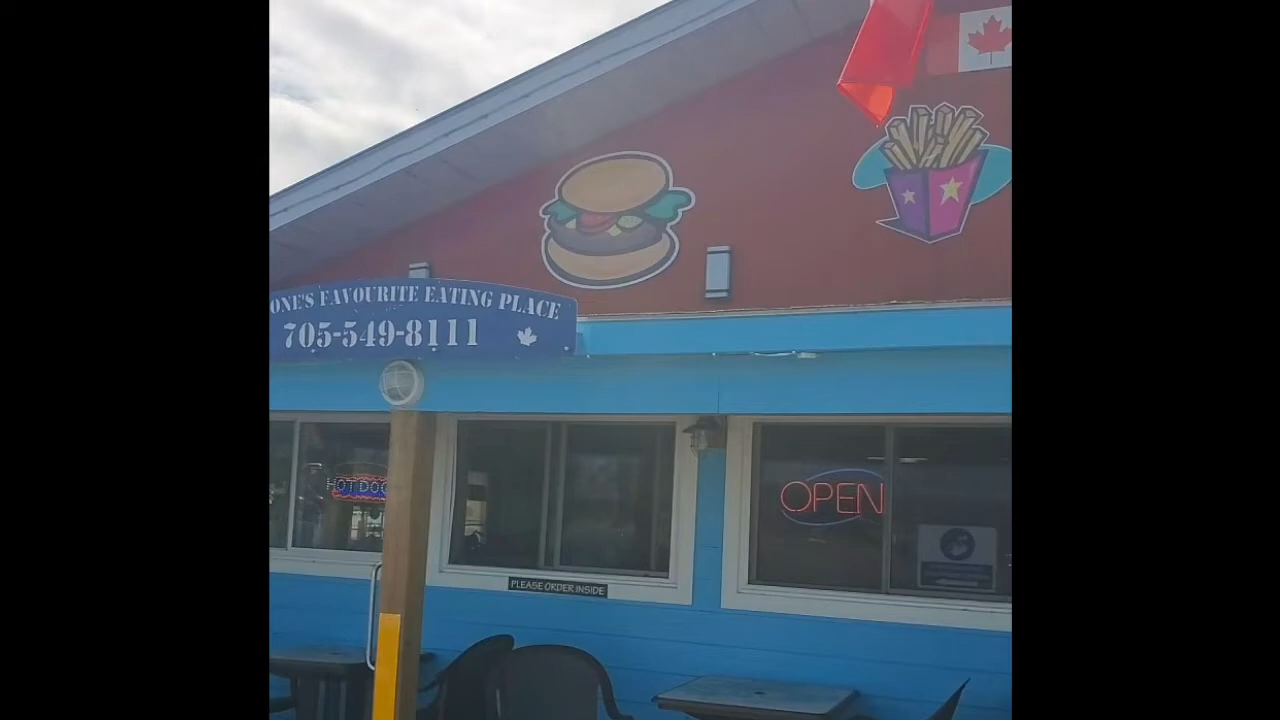 ONE'S FAVOURITE EATING PLACE
705-549-8111
HOT DOG
OPEN
PLEASE ORDER INSIDE